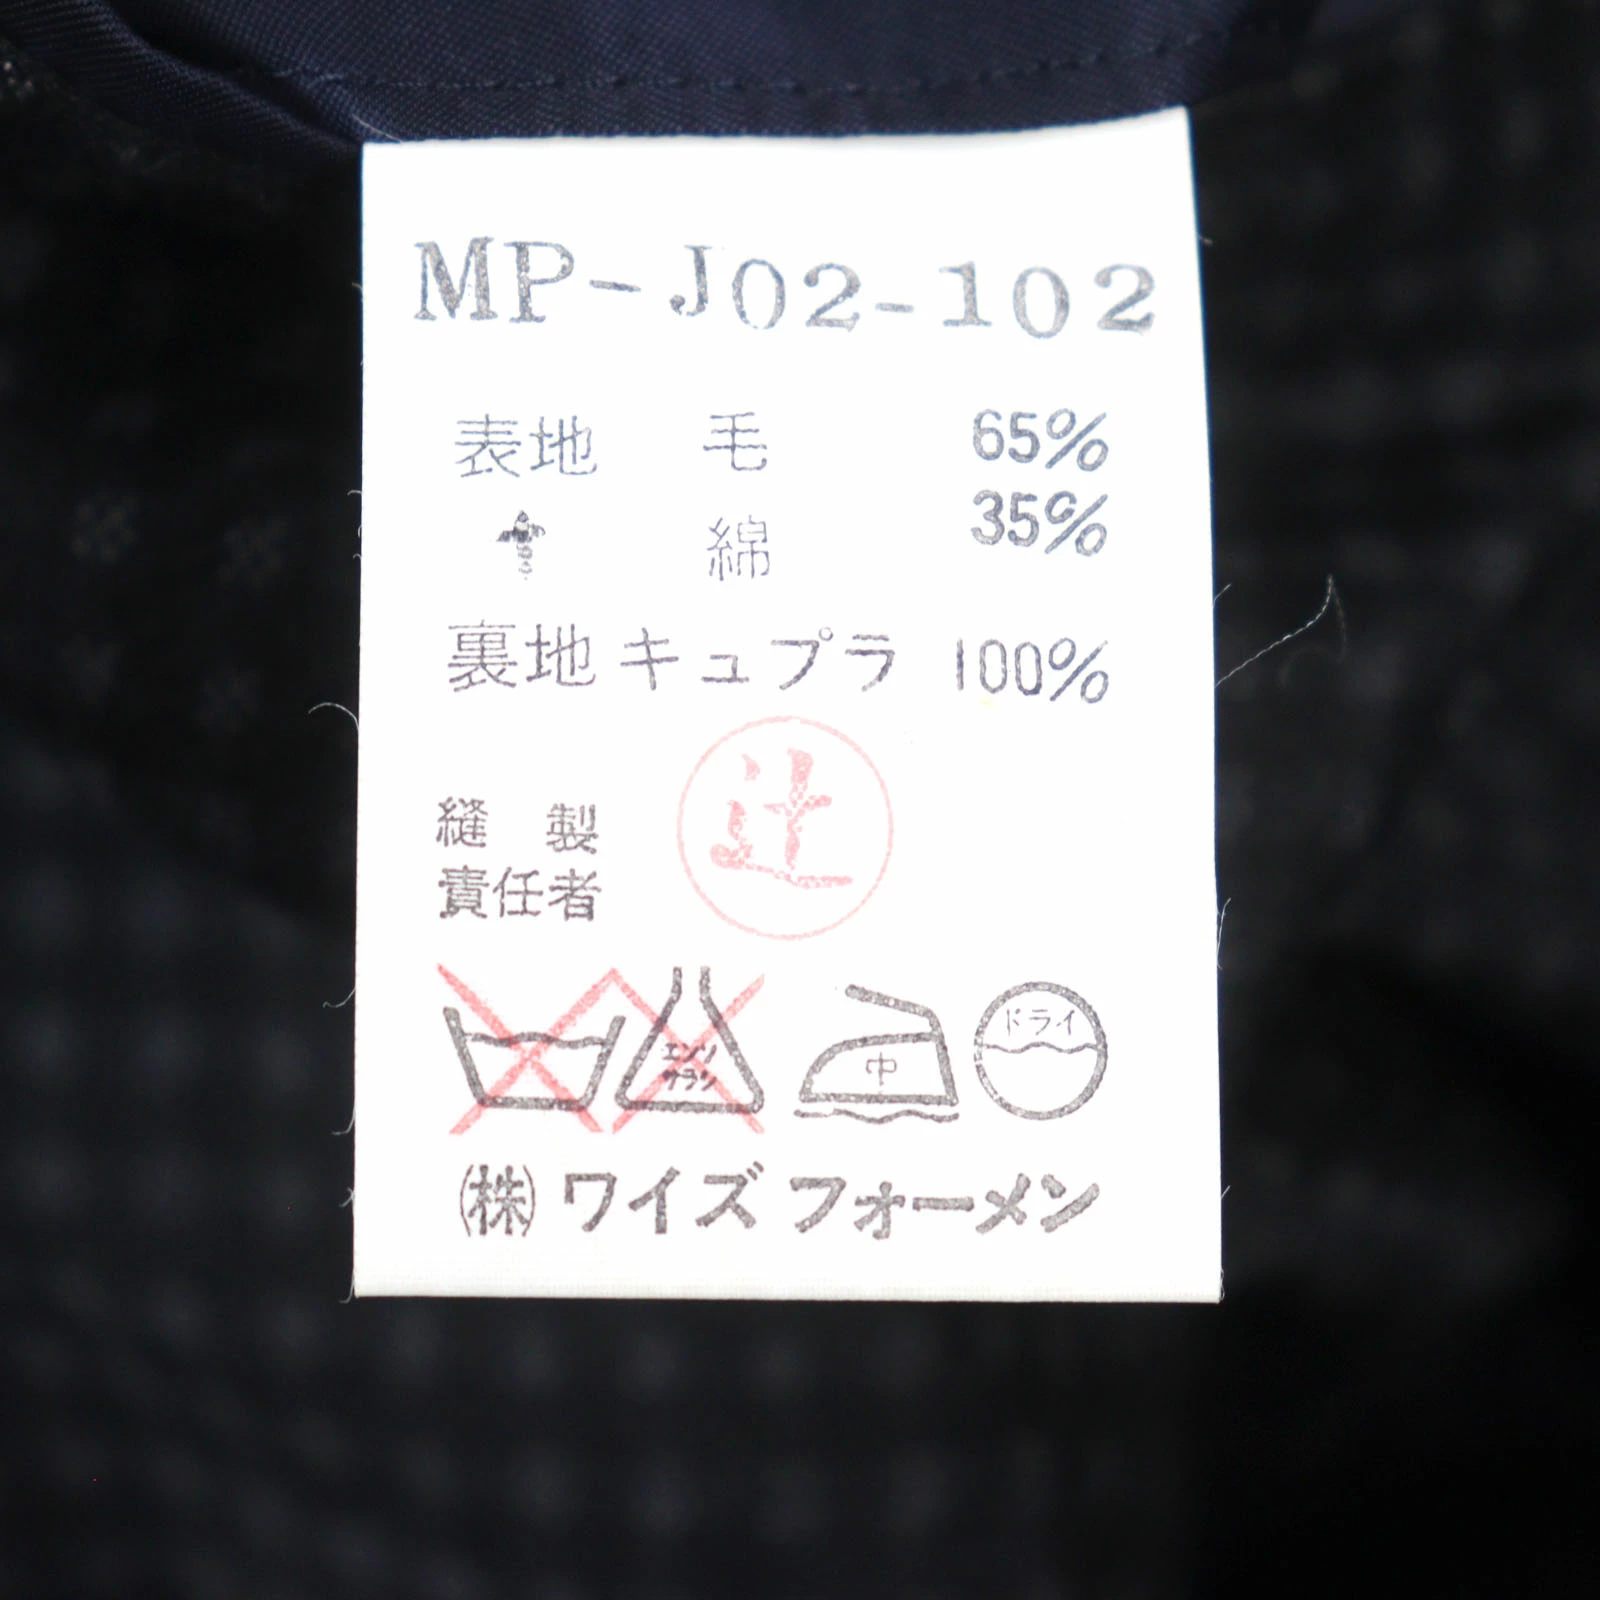 MP-J02-102
表地 毛 65%
綿 35%
裏地 キュプラ 100%
縫製
責任者
辻
エンソ
サラシ
中
ドライ
(株) ワイズ フォーメン